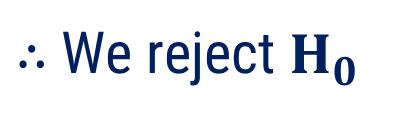 ∴ We reject H₀